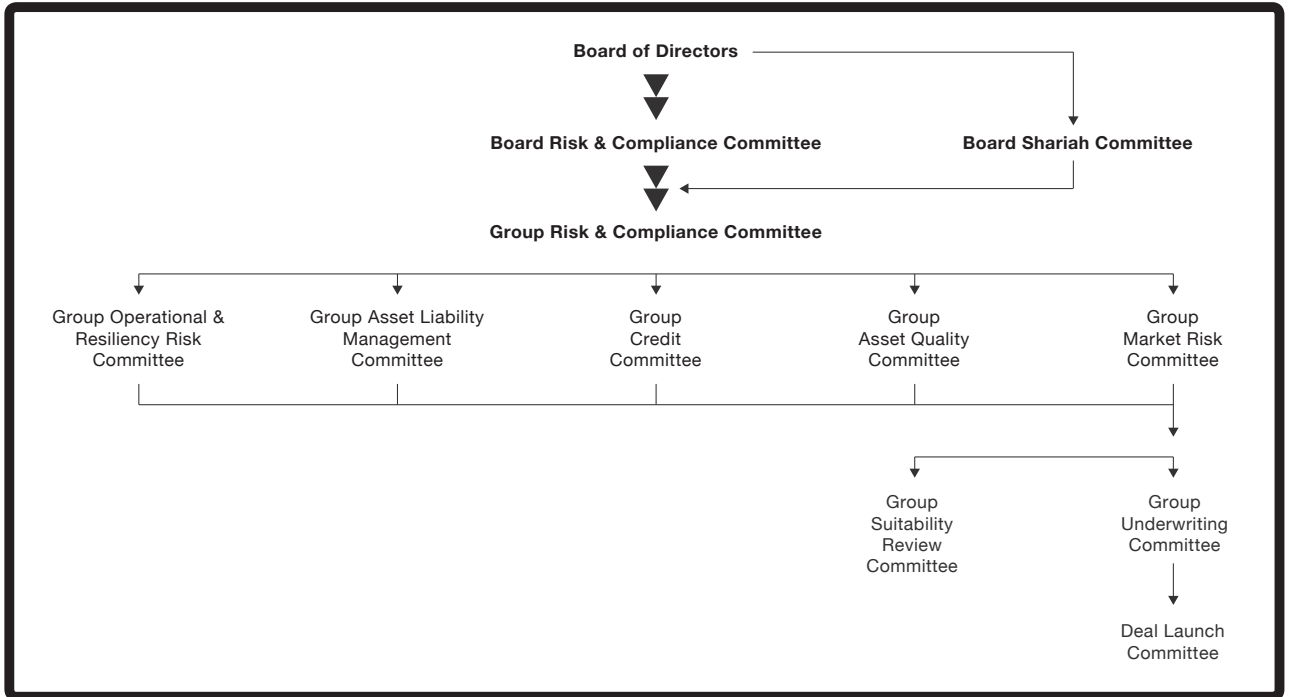 Board of Directors
Board Risk & Compliance Committee
Board Shariah Committee
Group Risk & Compliance Committee
Group Operational &
Resiliency Risk
Committee
Group Asset Liability
Management
Committee
Group
Credit
Committee
Group
Asset Quality
Committee
Group
Market Risk
Committee
Group
Suitability
Review
Committee
Group
Underwriting
Committee
Deal Launch
Committee